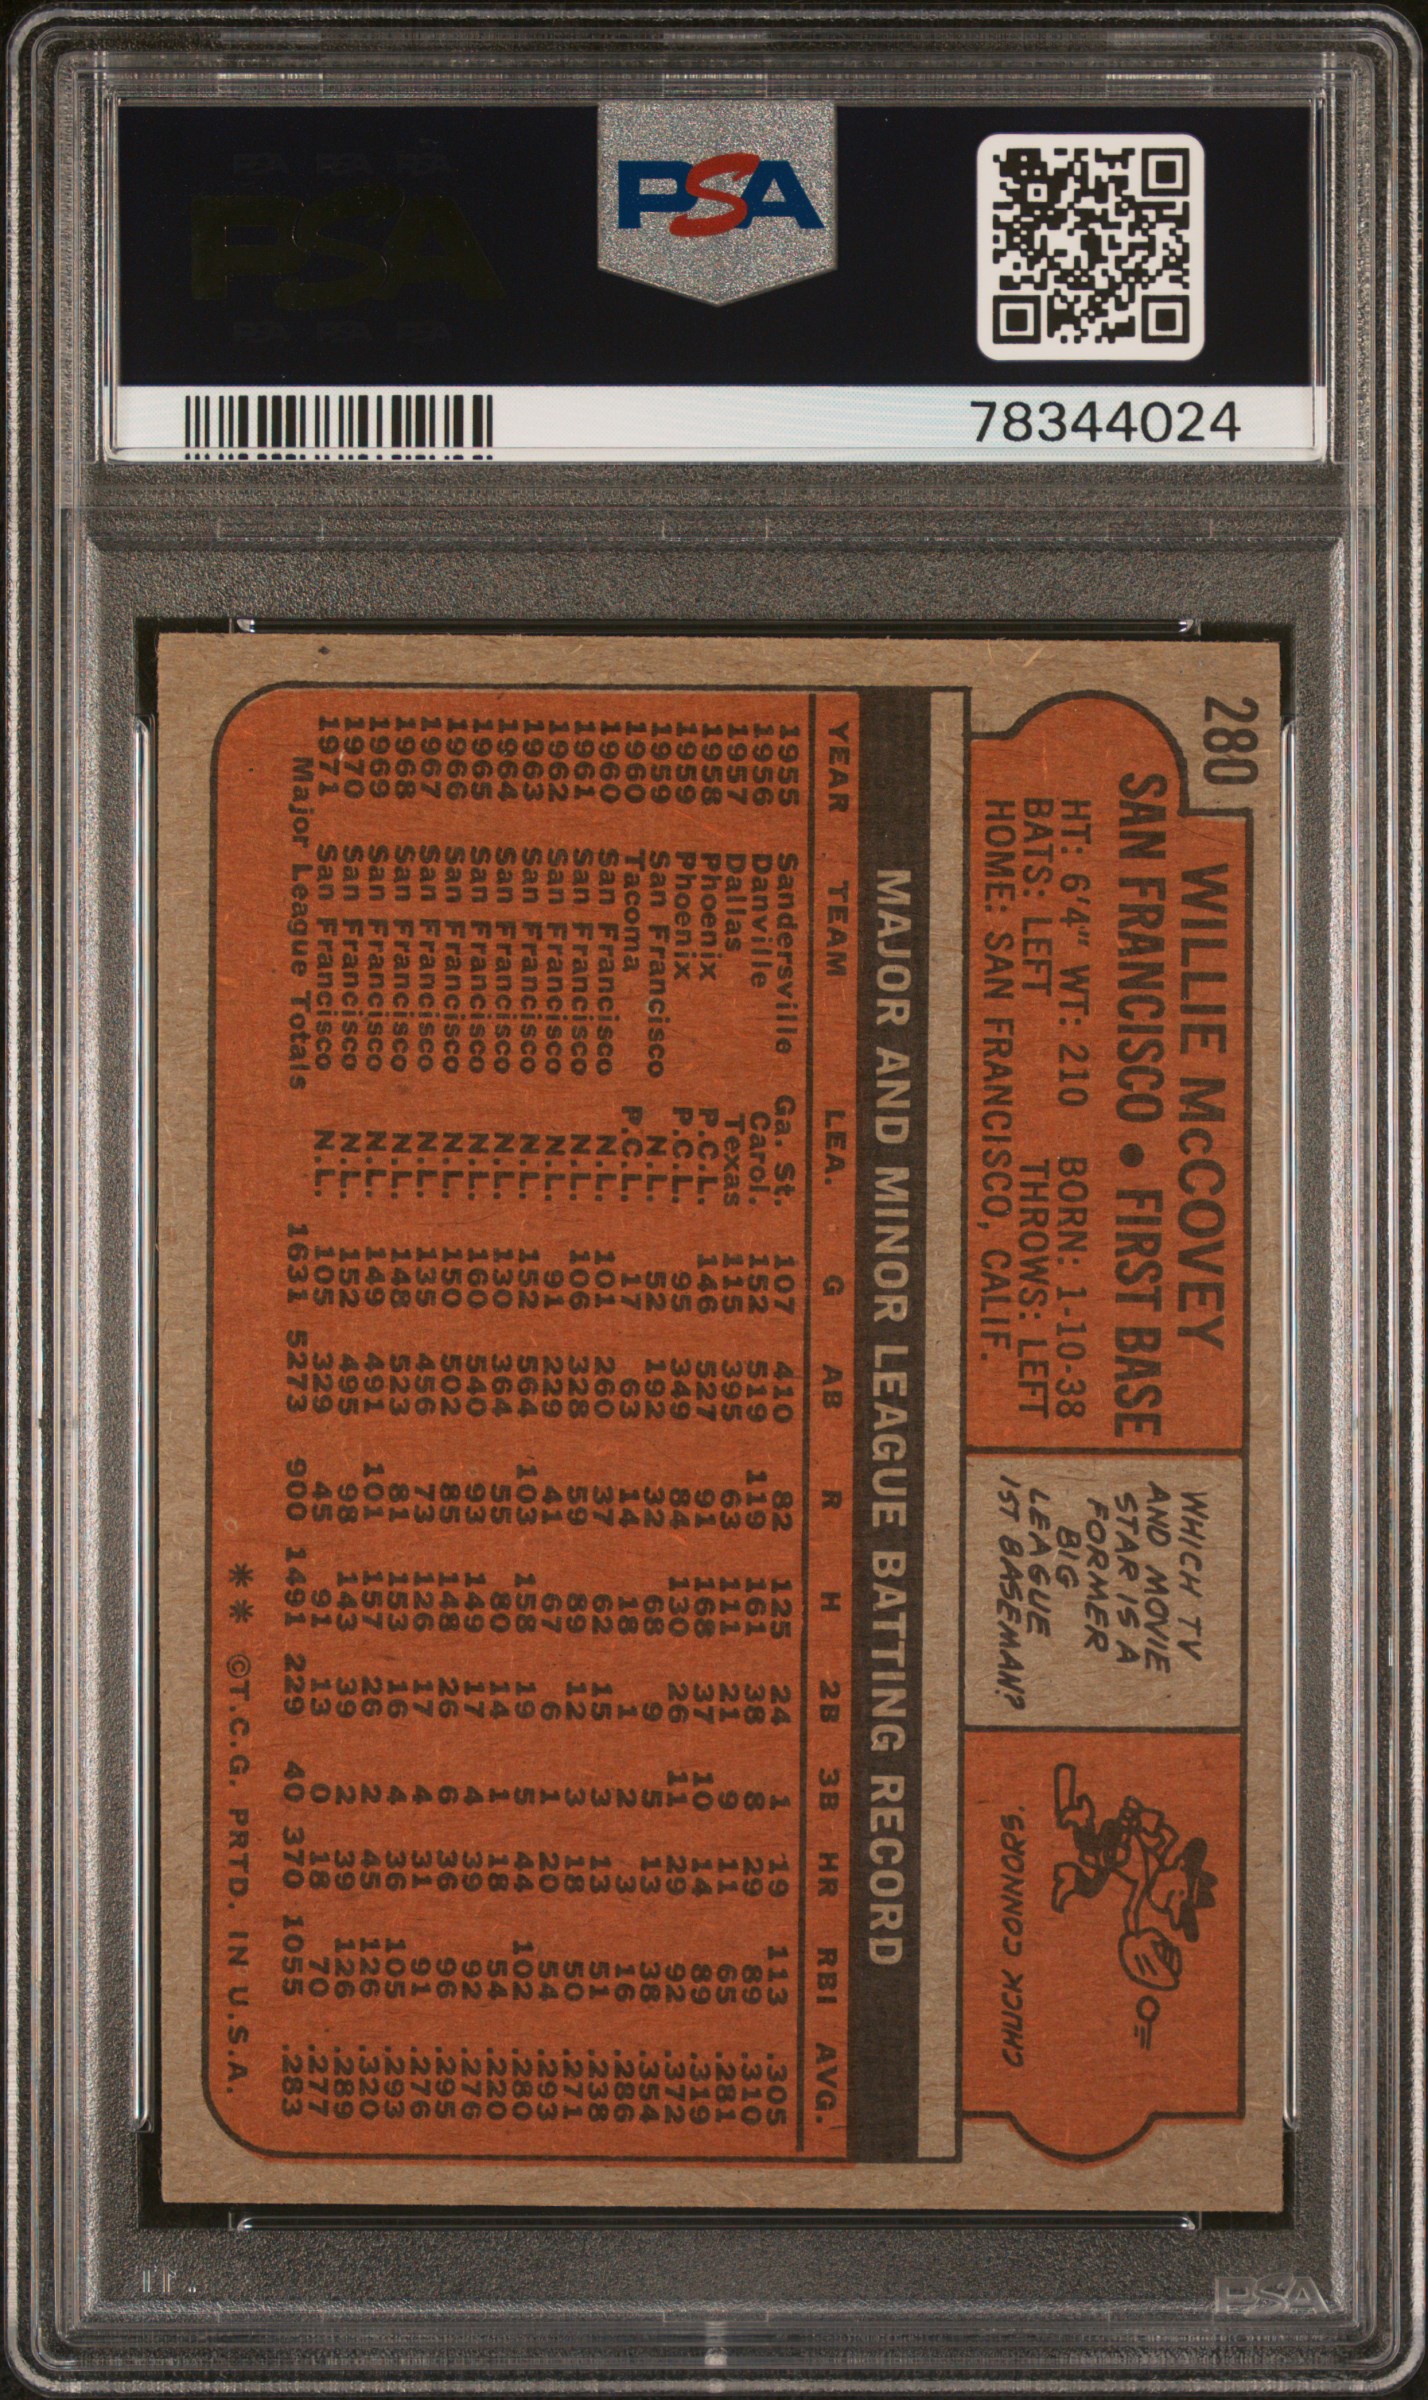 PSA
78344024
280
WILLIE McCOVEY
SAN FRANCISCO • FIRST BASE
HT: 6'4" WT: 210 BORN: 1-10-38
BATS: LEFT THROWS: LEFT
HOME: SAN FRANCISCO, CALIF.
WHICH TV
AND MOVIE
STAR IS A
FORMER
BIG
LEAGUE
1ST BASEMAN?
CHUCK CONNORS.
MAJOR AND MINOR LEAGUE BATTING RECORD
YEAR TEAM LEA. G AB R H 2B 3B HR RBI AVG.
1955 Sandersville Ga. St. 107 410 82 125 24 1 19 113 .305
1956 Danville Carol. 152 519 119 161 38 8 29 89 .310
1957 Dallas Texas 115 395 63 111 21 9 11 65 .281
1958 Phoenix P.C.L. 146 527 91 168 37 10 14 89 .319
1959 Phoenix P.C.L. 95 349 84 130 26 11 29 92 .372
1959 San Francisco N.L. 52 192 32 68 9 5 13 38 .354
1960 Tacoma P.C.L. 17 63 14 18 1 2 3 16 .286
1960 San Francisco N.L. 101 260 37 62 15 3 13 51 .238
1961 San Francisco N.L. 106 328 59 89 12 3 18 50 .271
1962 San Francisco N.L. 91 229 41 67 6 1 20 54 .293
1963 San Francisco N.L. 152 564 103 158 19 5 44 102 .280
1964 San Francisco N.L. 130 364 55 80 14 1 18 54 .220
1965 San Francisco N.L. 160 540 93 149 17 4 39 92 .276
1966 San Francisco N.L. 150 502 85 148 26 6 36 96 .295
1967 San Francisco N.L. 135 456 73 126 17 4 31 91 .276
1968 San Francisco N.L. 148 523 81 153 16 4 36 105 .293
1969 San Francisco N.L. 149 491 101 157 26 2 45 126 .320
1970 San Francisco N.L. 152 495 98 143 39 2 39 126 .289
1971 San Francisco N.L. 105 329 45 91 13 0 18 70 .277
Major League Totals 1631 5273 900 1491 229 40 370 1055 .283
** ©T.C.G. PRTD. IN U.S.A.
PSA PSA PSA
PSA
PSA PSA PSA
PSA